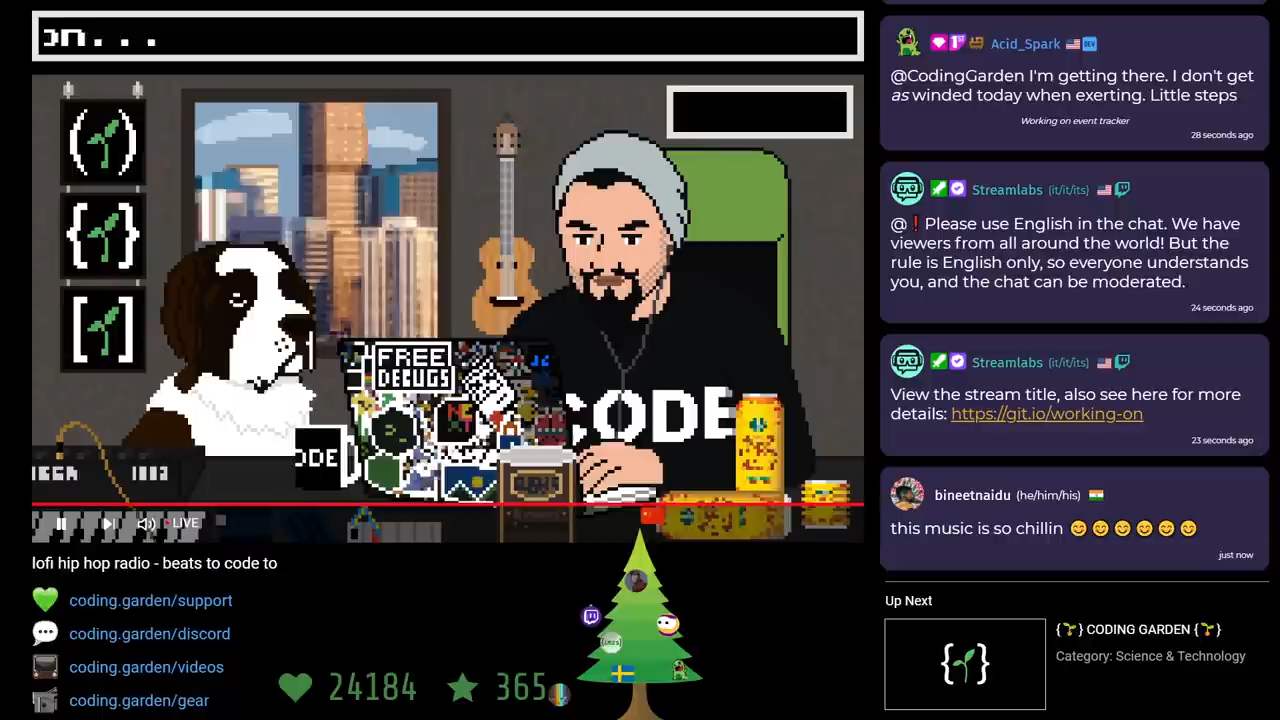 on...
FREE
DEBUGS
CODE
ODE
LIVE
lofi hip hop radio - beats to code to
coding.garden/support
coding.garden/discord
coding.garden/videos
coding.garden/gear
24184
365
Acid_Spark
DEV
@CodingGarden I'm getting there. I don't get
as winded today when exerting. Little steps
Working on event tracker
28 seconds ago
Streamlabs (it/it/its)
@❗Please use English in the chat. We have
viewers from all around the world! But the
rule is English only, so everyone understands
you, and the chat can be moderated.
24 seconds ago
Streamlabs (it/it/its)
View the stream title, also see here for more
details: https://git.io/working-on
23 seconds ago
bineetnaidu (he/him/his)
this music is so chillin 😊 😊 😊 😊 😊 😊
just now
Up Next
{🌱} CODING GARDEN {🌱}
Category: Science & Technology